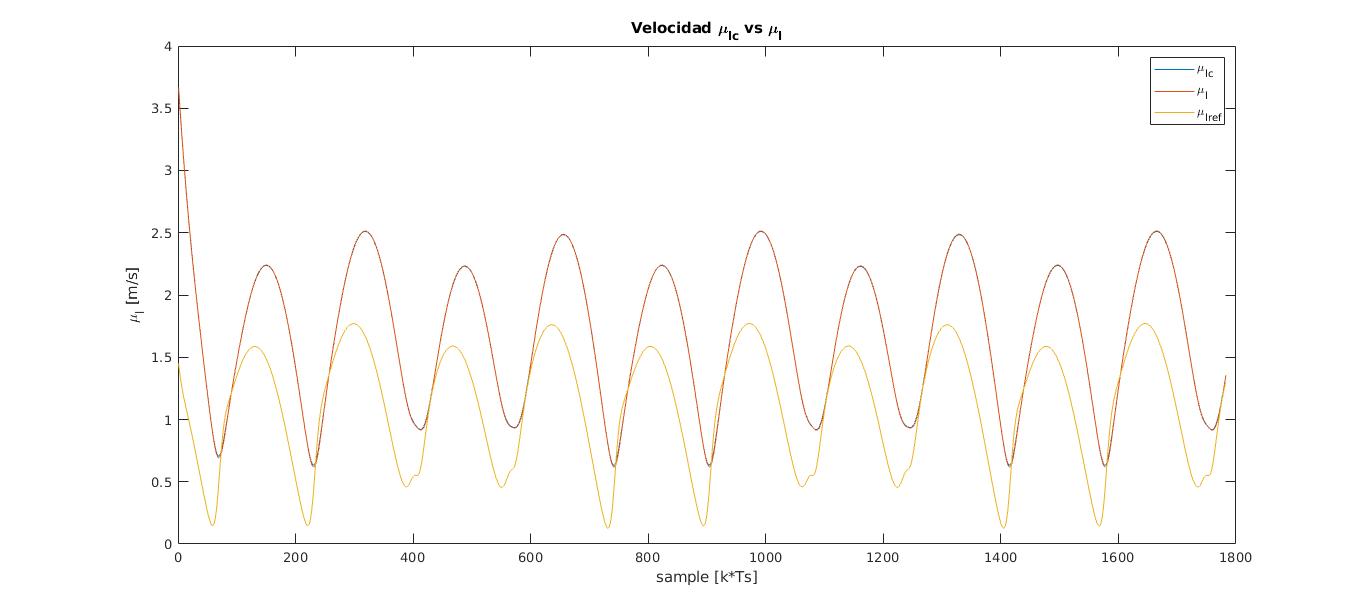 Velocidad μlc vs μl
μlc
μl
μlref
4
3.5
3
2.5
2
1.5
1
0.5
0
μl [m/s]
0 200 400 600 800 1000 1200 1400 1600 1800
sample [k*Ts]